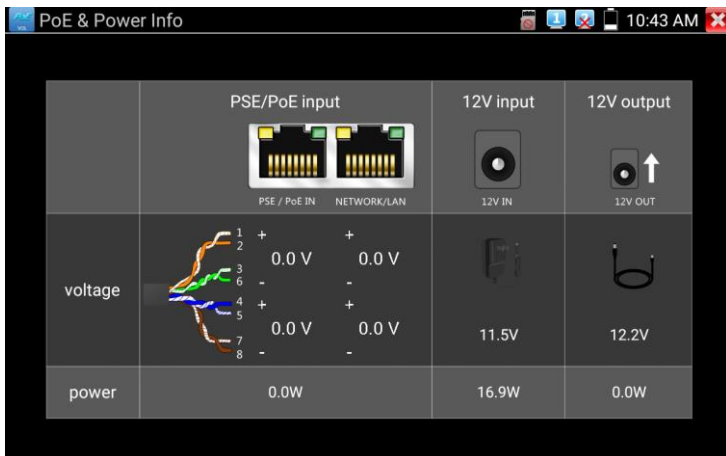 PoE & Power Info 1 2 10:43 AM
PSE/PoE input 12V input 12V output
PSE / PoE IN NETWORK/LAN 12V IN 12V OUT
voltage
1 + +
2
0.0 V 0.0 V
3
6 - -
4 + +
5
0.0 V 0.0 V 11.5V 12.2V
7
8 - -
power 0.0W 16.9W 0.0W